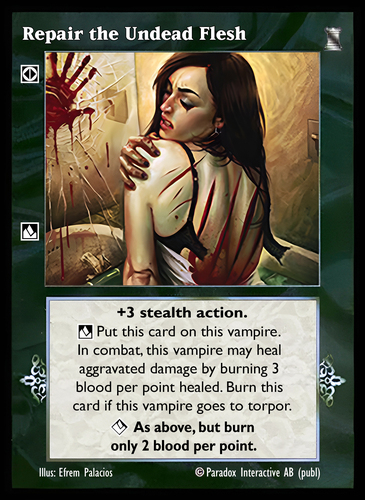 Repair the Undead Flesh
+3 stealth action.
Put this card on this vampire.
In combat, this vampire may heal
aggravated damage by burning 3
blood per point healed. Burn this
card if this vampire goes to torpor.
As above, but burn
only 2 blood per point.
Illus: Efrem Palacios
© Paradox Interactive AB (publ)